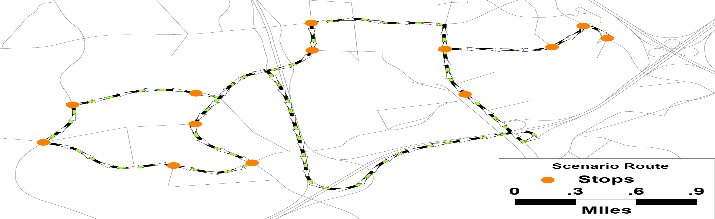 Scenario Route
Stops
0 .3 .6 .9
Miles